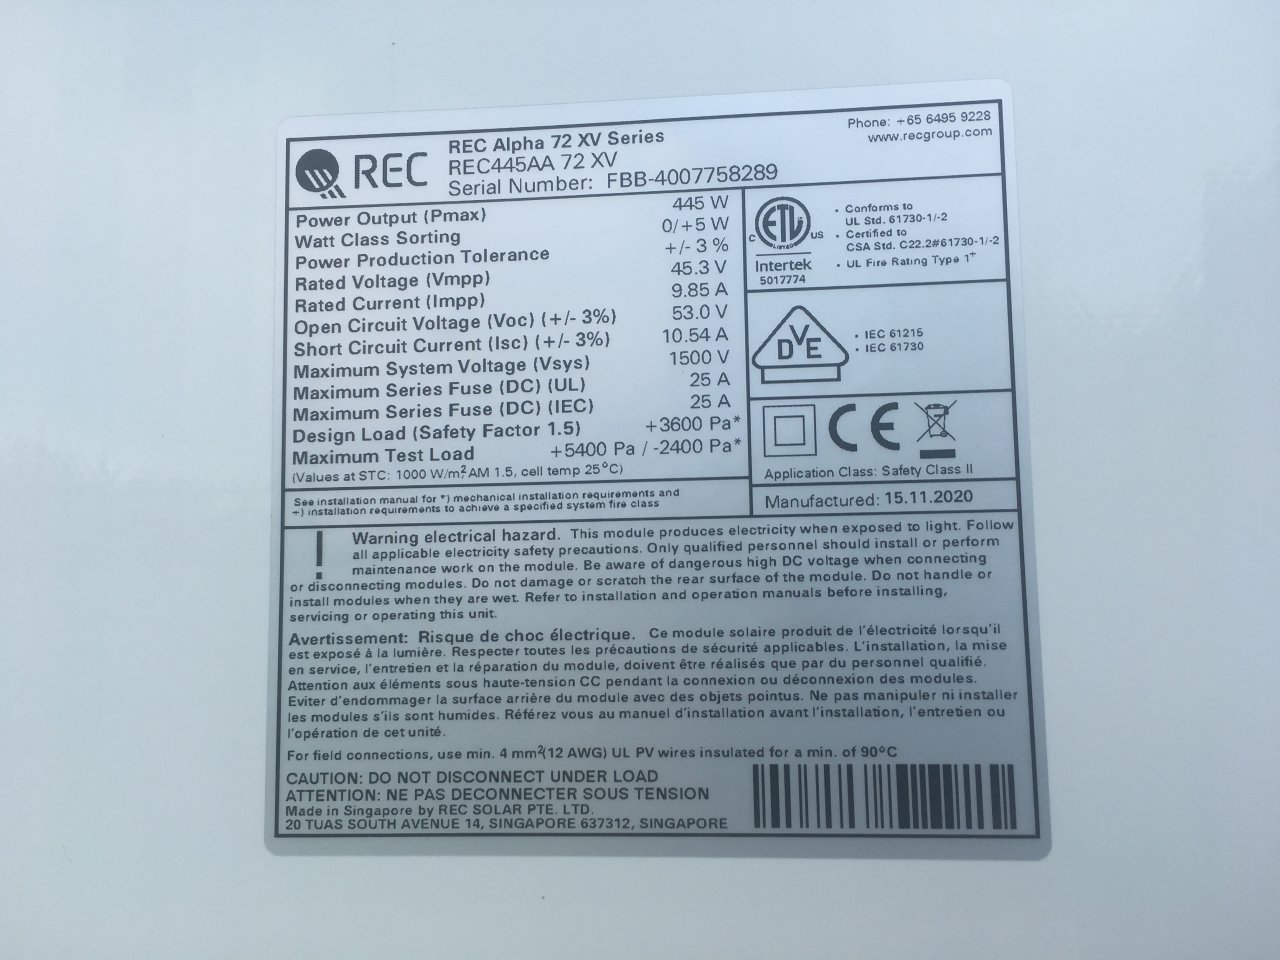 REC
REC Alpha 72 XV Series
REC445AA 72 XV
Serial Number: FBB-4007758289
Phone: +65 6495 9228
www.recgroup.com
Power Output (Pmax) 445 W
Watt Class Sorting 0/+5 W
Power Production Tolerance +/- 3 %
Rated Voltage (Vmpp) 45.3 V
Rated Current (Impp) 9.85 A
Open Circuit Voltage (Voc) (+/- 3%) 53.0 V
Short Circuit Current (Isc) (+/- 3%) 10.54 A
Maximum System Voltage (Vsys) 1500 V
Maximum Series Fuse (DC) (UL) 25 A
Maximum Series Fuse (DC) (IEC) 25 A
Design Load (Safety Factor 1.5) +3600 Pa*
Maximum Test Load +5400 Pa / -2400 Pa*
(Values at STC: 1000 W/m², AM 1.5, cell temp 25°C)
See installation manual for *) mechanical installation requirements and
+) installation requirements to achieve a specified system fire class
ETL
LISTED
C US
Intertek
5017774
• Conforms to
UL Std. 61730-1/-2
• Certified to
CSA Std. C22.2#61730-1/-2
• UL Fire Rating Type 1+
DVE
• IEC 61215
• IEC 61730
CE
Application Class: Safety Class II
Manufactured: 15.11.2020
! Warning electrical hazard. This module produces electricity when exposed to light. Follow
all applicable electricity safety precautions. Only qualified personnel should install or perform
maintenance work on the module. Be aware of dangerous high DC voltage when connecting
or disconnecting modules. Do not damage or scratch the rear surface of the module. Do not handle or
install modules when they are wet. Refer to installation and operation manuals before installing,
servicing or operating this unit.
Avertissement: Risque de choc électrique. Ce module solaire produit de l'électricité lorsqu'il
est exposé à la lumière. Respecter toutes les précautions de sécurité applicables. L'installation, la mise
en service, l'entretien et la réparation du module, doivent être réalisés que par du personnel qualifié.
Attention aux éléments sous haute-tension CC pendant la connexion ou déconnexion des modules.
Eviter d'endommager la surface arrière du module avec des objets pointus. Ne pas manipuler ni installer
les modules s'ils sont humides. Référez vous au manuel d'installation avant l'installation, l'entretien ou
l'opération de cet unité.
For field connections, use min. 4 mm²(12 AWG) UL PV wires insulated for a min. of 90°C
CAUTION: DO NOT DISCONNECT UNDER LOAD
ATTENTION: NE PAS DECONNECTER SOUS TENSION
Made in Singapore by REC SOLAR PTE. LTD.
20 TUAS SOUTH AVENUE 14, SINGAPORE 637312, SINGAPORE